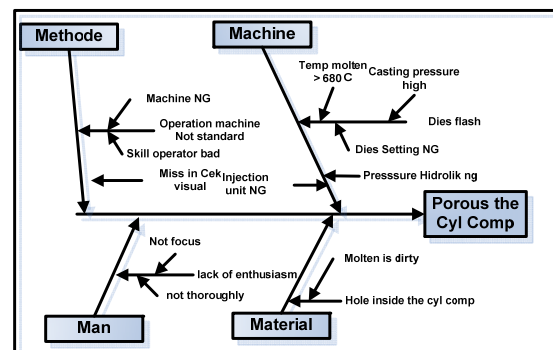 Methode
Machine
Temp molten
> 680 C
Casting pressure
high
Machine NG
Operation machine
Not standard
Dies flash
Skill operator bad
Dies Setting NG
Miss in Cek
visual
Injection
unit NG
Presssure Hidrolik ng
Porous the
Cyl Comp
Not focus
lack of enthusiasm
not thoroughly
Molten is dirty
Hole inside the cyl comp
Man
Material